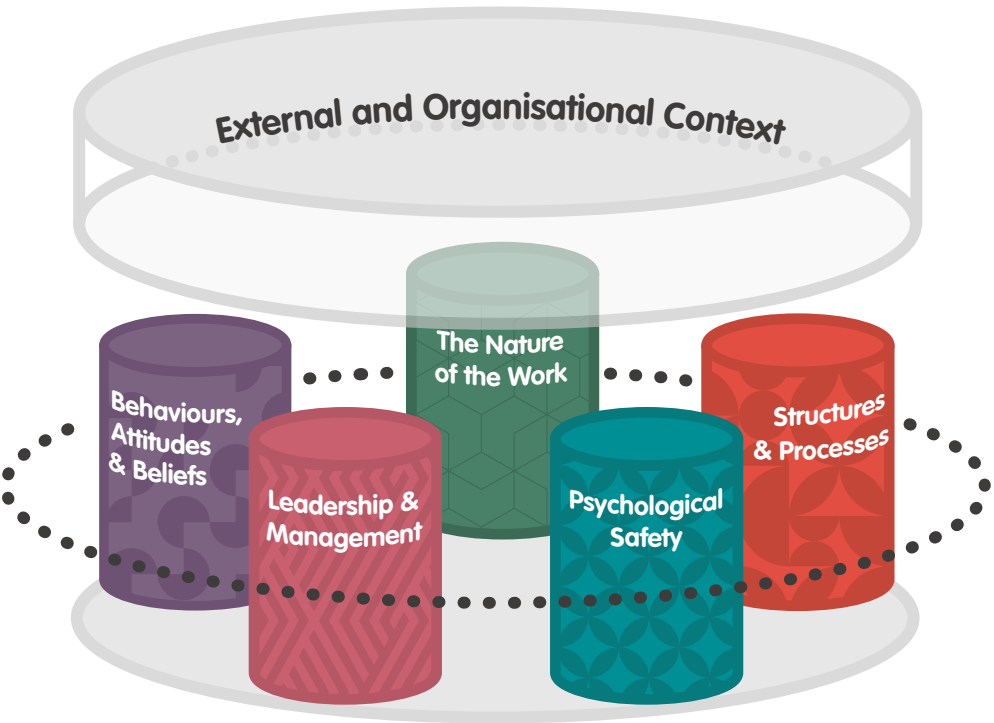 External and Organisational Context
The Nature
of the Work
Behaviours,
Attitudes
& Beliefs
Structures
& Processes
Leadership &
Management
Psychological
Safety